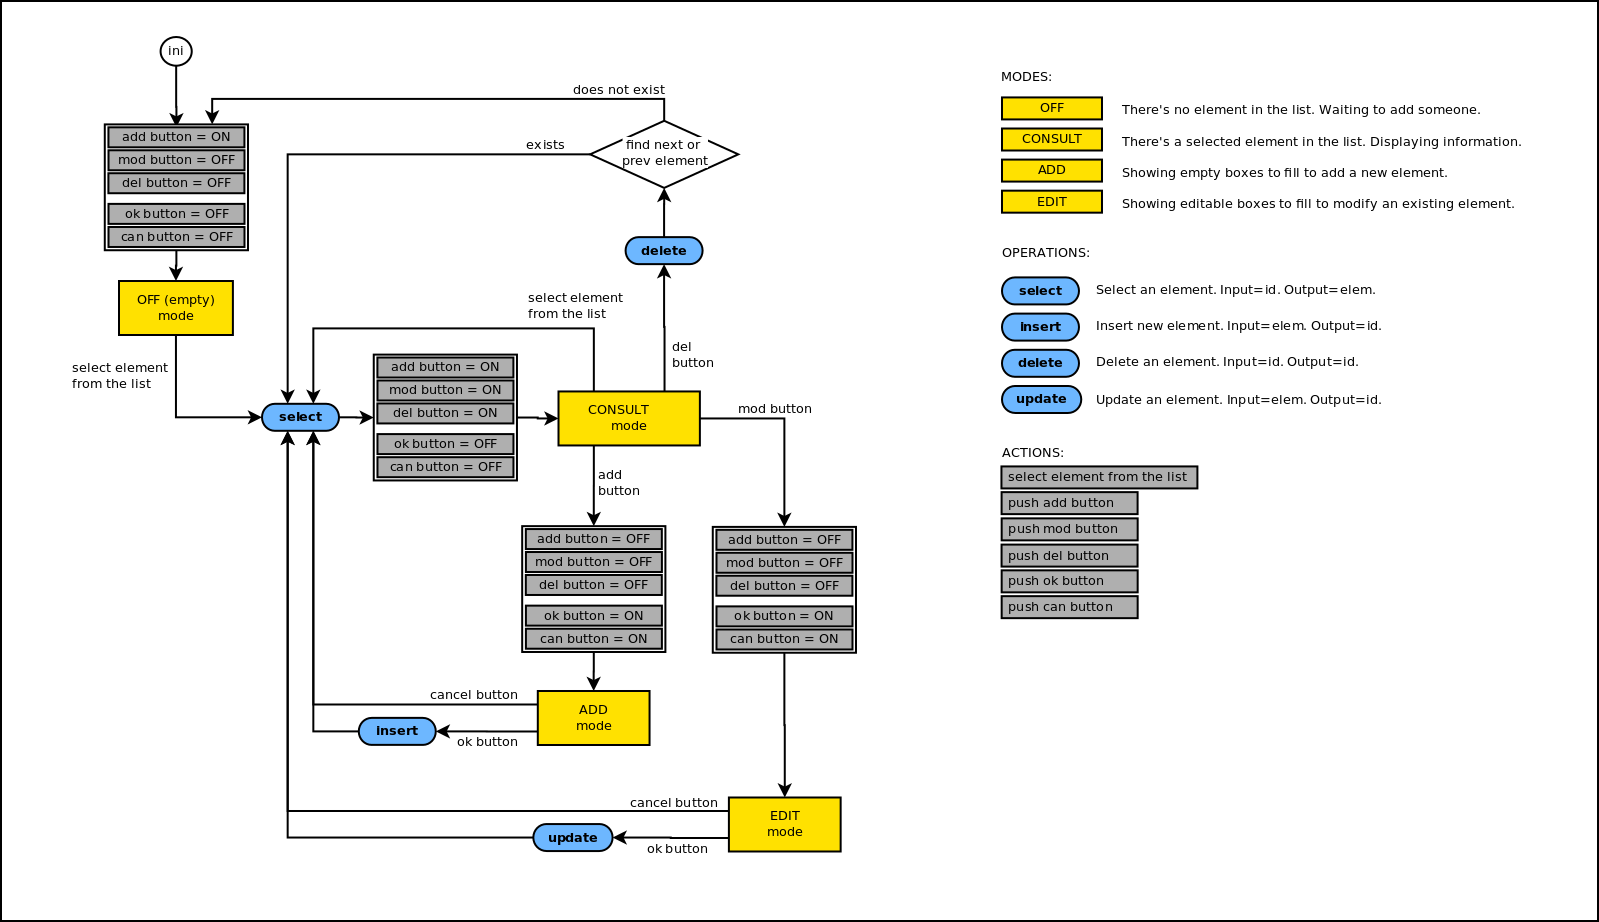 ini
does not exist
exists
find next or
prev element
add button = ON
mod button = OFF
del button = OFF
ok button = OFF
can button = OFF
delete
OFF (empty)
mode
select element
from the list
del
button
select element
from the list
select
add button = ON
mod button = ON
del button = ON
ok button = OFF
can button = OFF
CONSULT
mode
mod button
add
button
add button = OFF
mod button = OFF
del button = OFF
ok button = ON
can button = ON
add button = OFF
mod button = OFF
del button = OFF
ok button = ON
can button = ON
cancel button
ADD
mode
insert
ok button
cancel button
EDIT
mode
update
ok button
MODES:
OFF There's no element in the list. Waiting to add someone.
CONSULT There's a selected element in the list. Displaying information.
ADD Showing empty boxes to fill to add a new element.
EDIT Showing editable boxes to fill to modify an existing element.
OPERATIONS:
select Select an element. Input=id. Output=elem.
insert Insert new element. Input=elem. Output=id.
delete Delete an element. Input=id. Output=id.
update Update an element. Input=elem. Output=id.
ACTIONS:
select element from the list
push add button
push mod button
push del button
push ok button
push can button